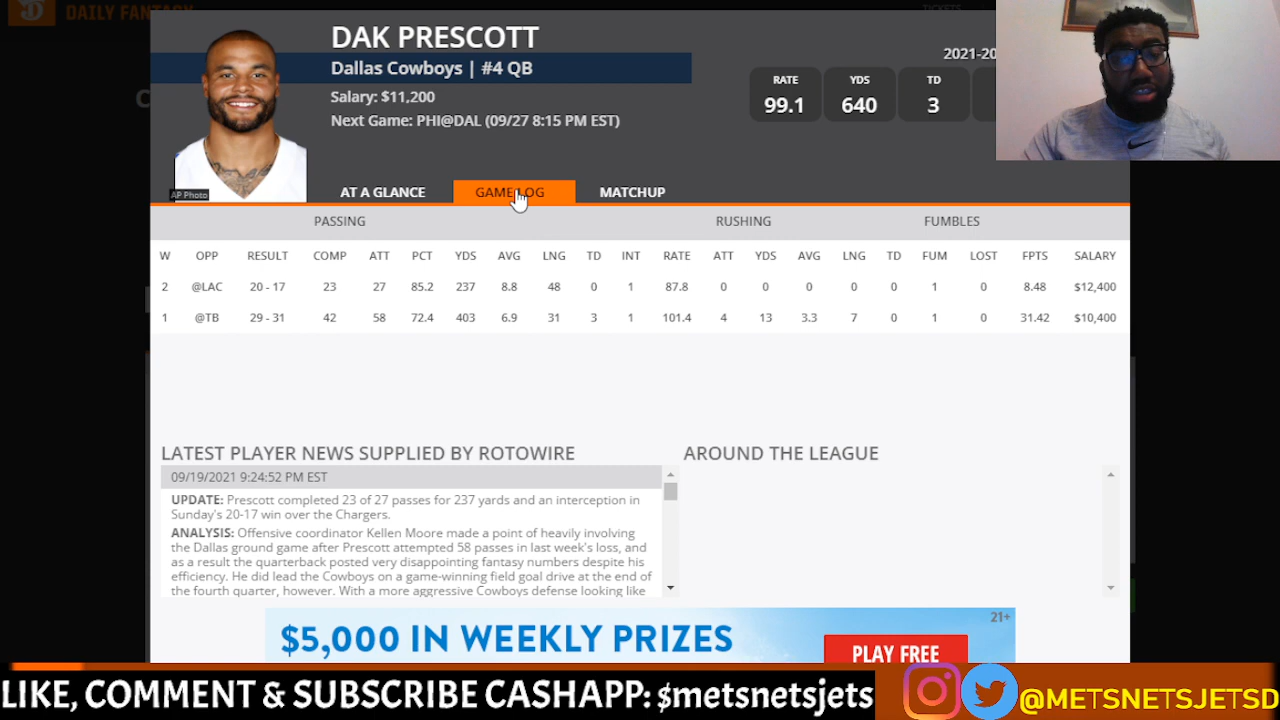 DAILY FANTASY
TICKETS
DAK PRESCOTT
Dallas Cowboys | #4 QB
Salary: $11,200
Next Game: PHI@DAL (09/27 8:15 PM EST)
2021-20
RATE YDS TD
99.1 640 3
AP Photo
AT A GLANCE GAME LOG MATCHUP
PASSING RUSHING FUMBLES
W OPP RESULT COMP ATT PCT YDS AVG LNG TD INT RATE ATT YDS AVG LNG TD FUM LOST FPTS SALARY
2 @LAC 20 - 17 23 27 85.2 237 8.8 48 0 1 87.8 0 0 0 0 0 1 0 8.48 $12,400
1 @TB 29 - 31 42 58 72.4 403 6.9 31 3 1 101.4 4 13 3.3 7 0 1 0 31.42 $10,400
LATEST PLAYER NEWS SUPPLIED BY ROTOWIRE
AROUND THE LEAGUE
09/19/2021 9:24:52 PM EST
UPDATE: Prescott completed 23 of 27 passes for 237 yards and an interception in
Sunday's 20-17 win over the Chargers.
ANALYSIS: Offensive coordinator Kellen Moore made a point of heavily involving
the Dallas ground game after Prescott attempted 58 passes in last week's loss, and
as a result the quarterback posted very disappointing fantasy numbers despite his
efficiency. He did lead the Cowboys on a game-winning field goal drive at the end of
the fourth quarter, however. With a more aggressive Cowboys defense looking like
21+
$5,000 IN WEEKLY PRIZES
PLAY FREE
LIKE, COMMENT & SUBSCRIBE CASHAPP: $metsnetsjets
@METSNETSJETSD